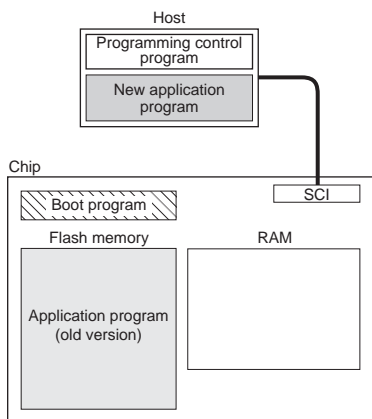 Host
Programming control
program
New application
program
Chip
SCI
Boot program
Flash memory
RAM
Application program
(old version)